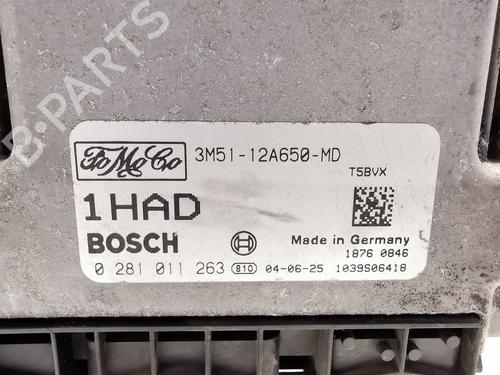 B-PARTS
FoMoCo 3M51-12A650-MD
T5BVX
1HAD
BOSCH Made in Germany
1876 0846
0 281 011 263 B10 04-06-25 1039S06418